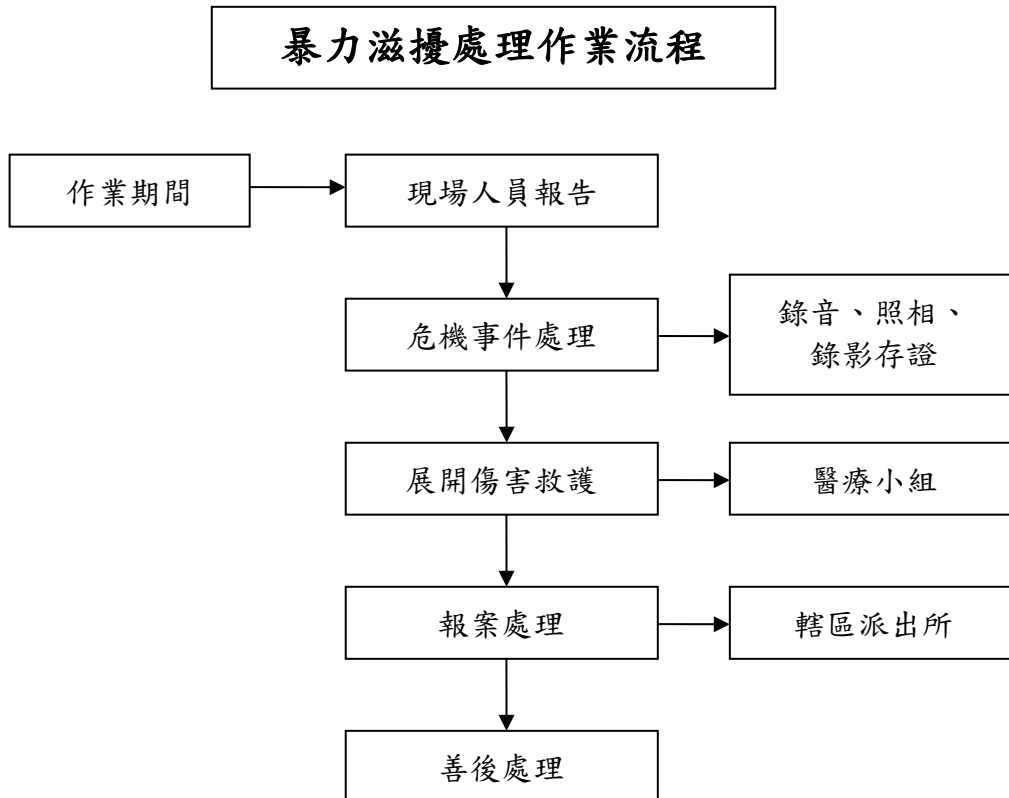 暴力滋擾處理作業流程
作業期間
現場人員報告
危機事件處理
錄音、照相、
錄影存證
展開傷害救護
醫療小組
報案處理
轄區派出所
善後處理